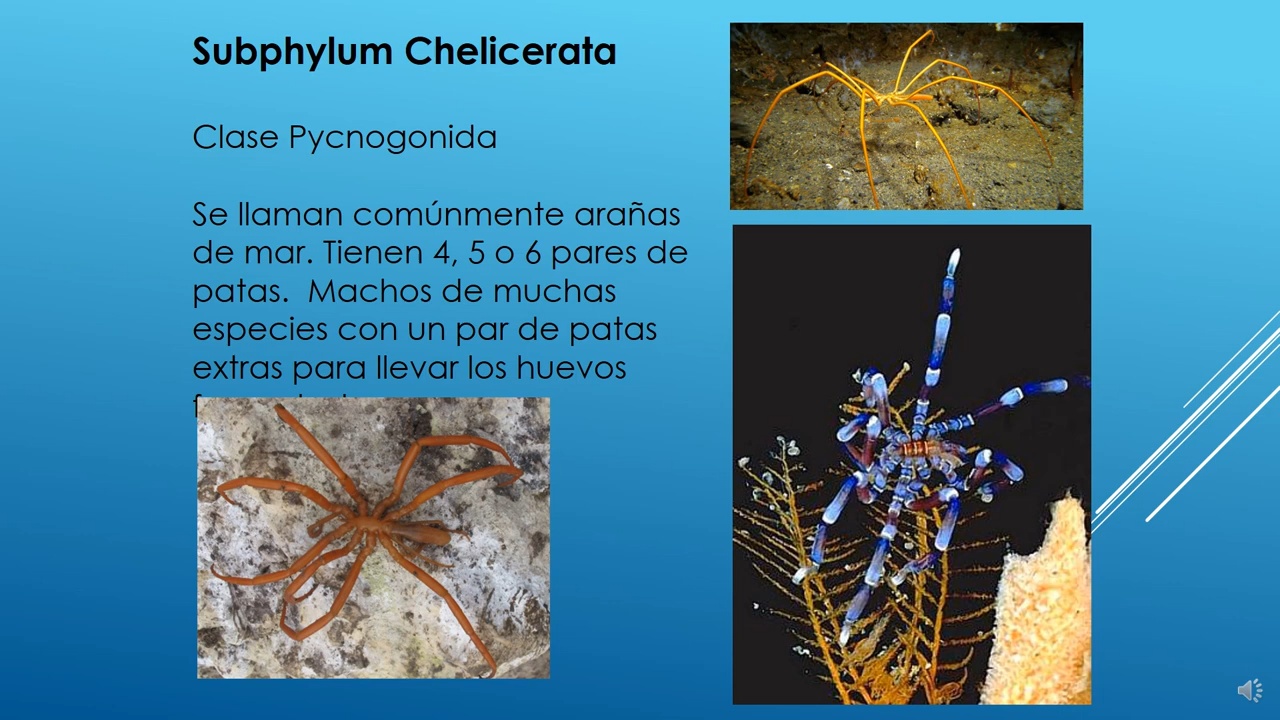 Subphylum Chelicerata
Clase Pycnogonida
Se llaman comúnmente arañas
de mar. Tienen 4, 5 o 6 pares de
patas.  Machos de muchas
especies con un par de patas
extras para llevar los huevos